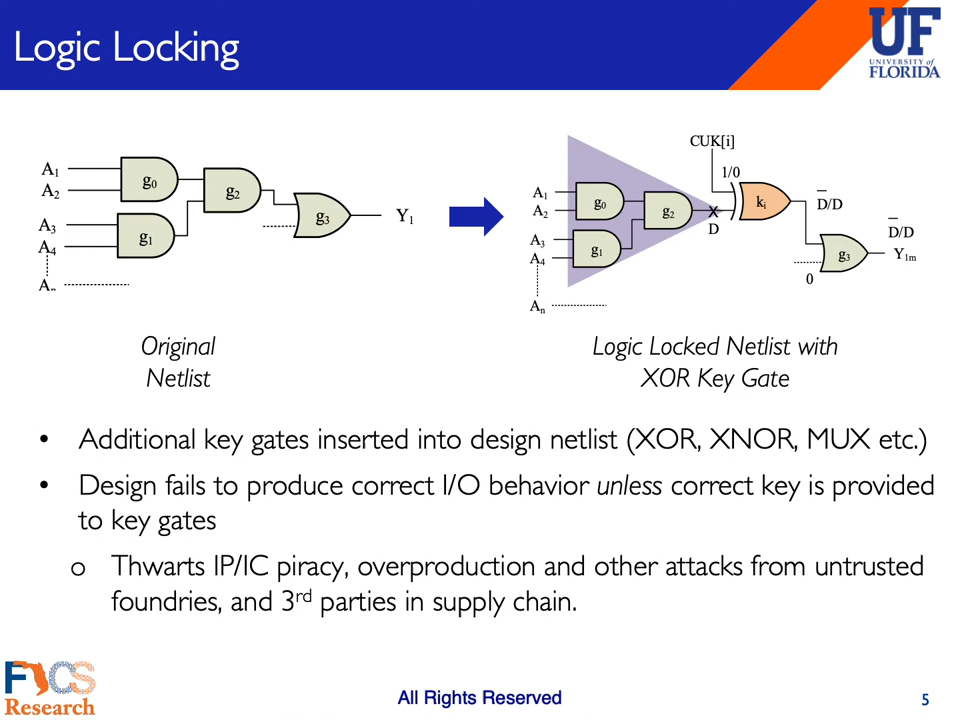 Logic Locking
UF
UNIVERSITY of
FLORIDA
A1
A2
A3
A4
An
g0
g1
g2
g3
Y1
CUK[i]
1/0
A1
A2
A3
A4
An
g0
g1
g2
X
D
ki
D̅/D
D̅/D
g3
Y1m
0
Original
Netlist
Logic Locked Netlist with
XOR Key Gate
• Additional key gates inserted into design netlist (XOR, XNOR, MUX etc.)
• Design fails to produce correct I/O behavior unless correct key is provided
to key gates
o Thwarts IP/IC piracy, overproduction and other attacks from untrusted
foundries, and 3rd parties in supply chain.
FICS
Research
All Rights Reserved
5